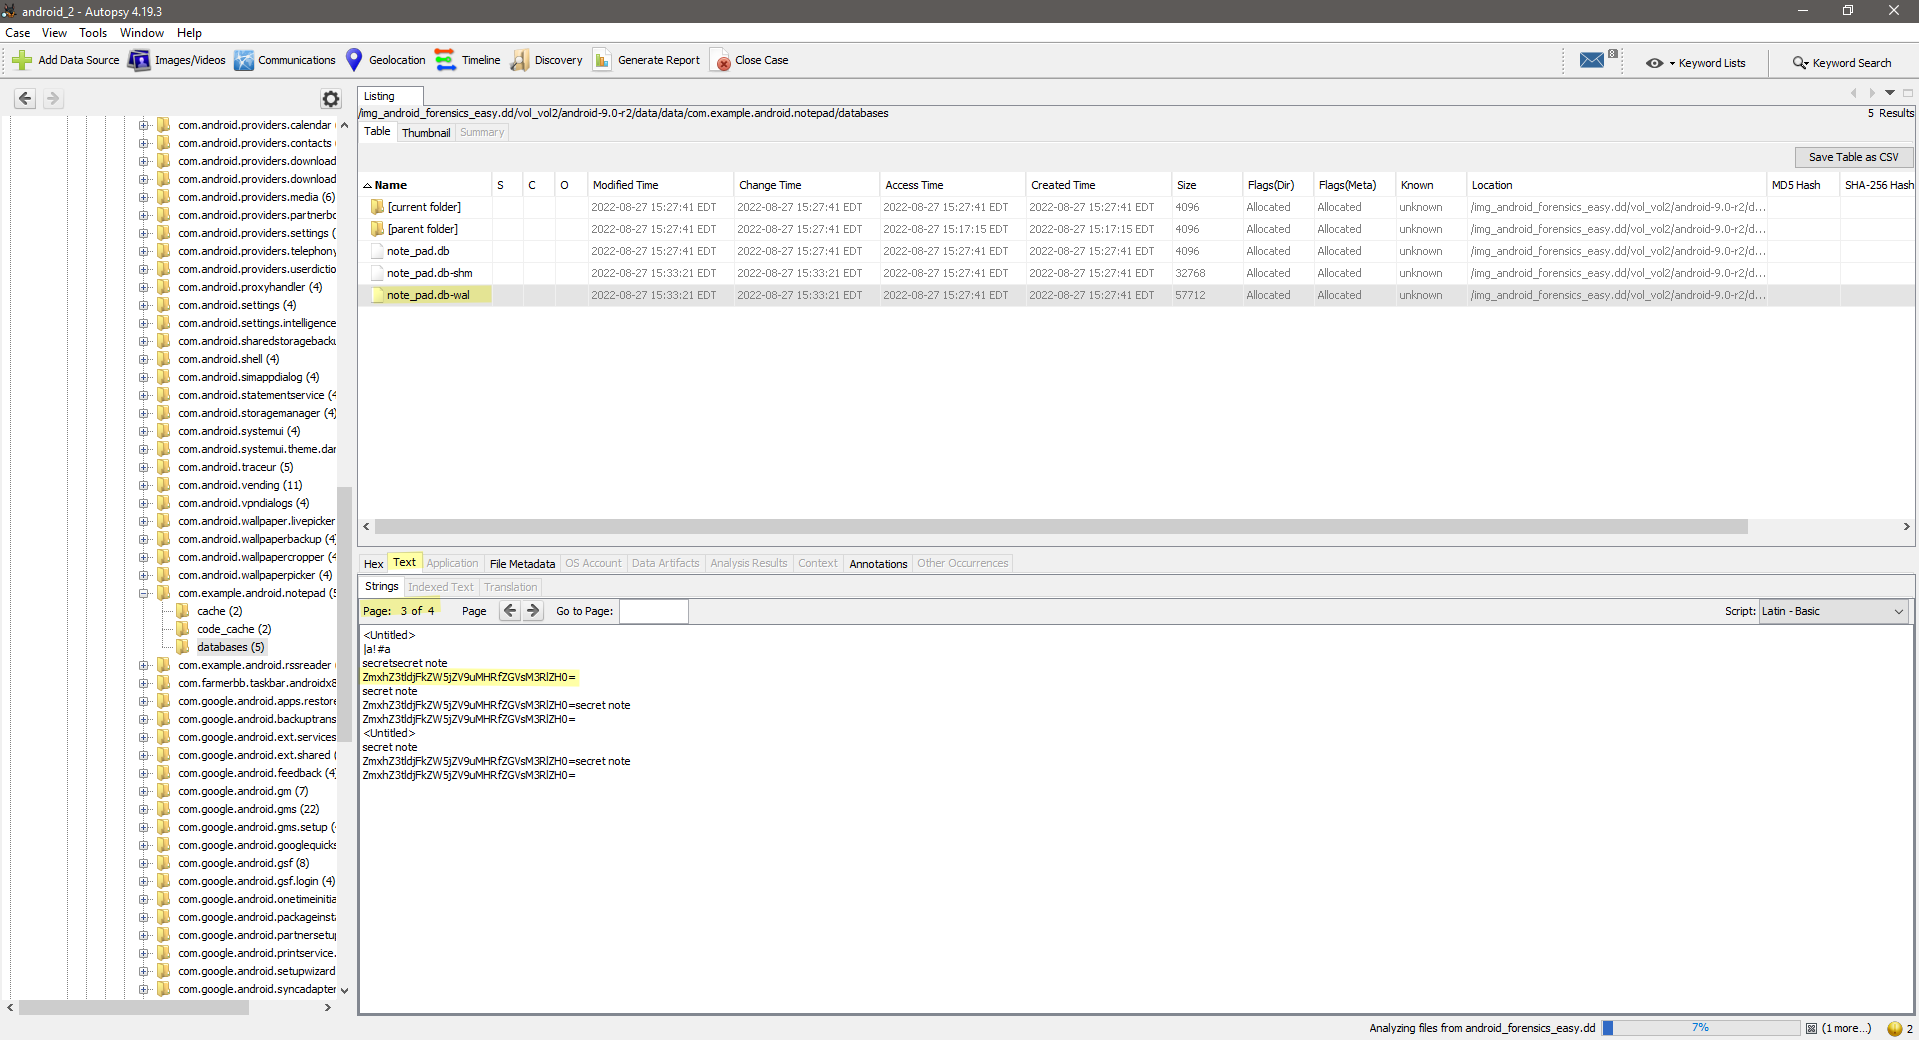 android_2 - Autopsy 4.19.3
Case View Tools Window Help
Add Data Source Images/Videos Communications Geolocation Timeline Discovery Generate Report Close Case 8 Keyword Lists Keyword Search
Listing
/img_android_forensics_easy.dd/vol_vol2/android-9.0-r2/data/data/com.example.android.notepad/databases 5 Results
Table Thumbnail Summary
Save Table as CSV
Name S C O Modified Time Change Time Access Time Created Time Size Flags(Dir) Flags(Meta) Known Location MD5 Hash SHA-256 Hash
[current folder] 2022-08-27 15:27:41 EDT 2022-08-27 15:27:41 EDT 2022-08-27 15:27:41 EDT 2022-08-27 15:27:41 EDT 4096 Allocated Allocated unknown /img_android_forensics_easy.dd/vol_vol2/android-9.0-r2/d...
[parent folder] 2022-08-27 15:27:41 EDT 2022-08-27 15:27:41 EDT 2022-08-27 15:17:15 EDT 2022-08-27 15:17:15 EDT 4096 Allocated Allocated unknown /img_android_forensics_easy.dd/vol_vol2/android-9.0-r2/d...
note_pad.db 2022-08-27 15:27:41 EDT 2022-08-27 15:27:41 EDT 2022-08-27 15:27:41 EDT 2022-08-27 15:27:41 EDT 4096 Allocated Allocated unknown /img_android_forensics_easy.dd/vol_vol2/android-9.0-r2/d...
note_pad.db-shm 2022-08-27 15:33:21 EDT 2022-08-27 15:33:21 EDT 2022-08-27 15:27:41 EDT 2022-08-27 15:27:41 EDT 32768 Allocated Allocated unknown /img_android_forensics_easy.dd/vol_vol2/android-9.0-r2/d...
note_pad.db-wal 2022-08-27 15:33:21 EDT 2022-08-27 15:33:21 EDT 2022-08-27 15:27:41 EDT 2022-08-27 15:27:41 EDT 57712 Allocated Allocated unknown /img_android_forensics_easy.dd/vol_vol2/android-9.0-r2/d...
com.android.providers.calendar (
com.android.providers.contacts (
com.android.providers.download
com.android.providers.download
com.android.providers.media (6)
com.android.providers.partnerbo
com.android.providers.settings (
com.android.providers.telephony
com.android.providers.userdictio
com.android.proxyhandler (4)
com.android.settings (4)
com.android.settings.intelligence
com.android.sharedstoragebacku
com.android.shell (4)
com.android.simappdialog (4)
com.android.statementservice (4
com.android.storagemanager (4)
com.android.systemui (4)
com.android.systemui.theme.dar
com.android.traceur (5)
com.android.vending (11)
com.android.vpndialogs (4)
com.android.wallpaper.livepicker
com.android.wallpaperbackup (4)
com.android.wallpapercropper (4
com.android.wallpaperpicker (4)
com.example.android.notepad (5
cache (2)
code_cache (2)
databases (5)
com.example.android.rssreader (
com.farmerbb.taskbar.androidx8
com.google.android.apps.restore
com.google.android.backuptrans
com.google.android.ext.services
com.google.android.ext.shared (
com.google.android.feedback (4)
com.google.android.gm (7)
com.google.android.gms (22)
com.google.android.gms.setup (
com.google.android.googlequicks
com.google.android.gsf (8)
com.google.android.gsf.login (4)
com.google.android.onetimeinitia
com.google.android.packageinsta
com.google.android.partnersetup
com.google.android.printservice.
com.google.android.setupwizard
com.google.android.syncadapter
Hex Text Application File Metadata OS Account Data Artifacts Analysis Results Context Annotations Other Occurrences
Strings Indexed Text Translation
Page: 3 of 4 Page Go to Page: Script: Latin - Basic
<Untitled>
|a!#a
secretsecret note
ZmxhZ3tldjFkZW5jZV9uMHRfZGVsM3RlZH0=
secret note
ZmxhZ3tldjFkZW5jZV9uMHRfZGVsM3RlZH0=secret note
ZmxhZ3tldjFkZW5jZV9uMHRfZGVsM3RlZH0=
<Untitled>
secret note
ZmxhZ3tldjFkZW5jZV9uMHRfZGVsM3RlZH0=secret note
ZmxhZ3tldjFkZW5jZV9uMHRfZGVsM3RlZH0=
Analyzing files from android_forensics_easy.dd 7% (1 more...) 2